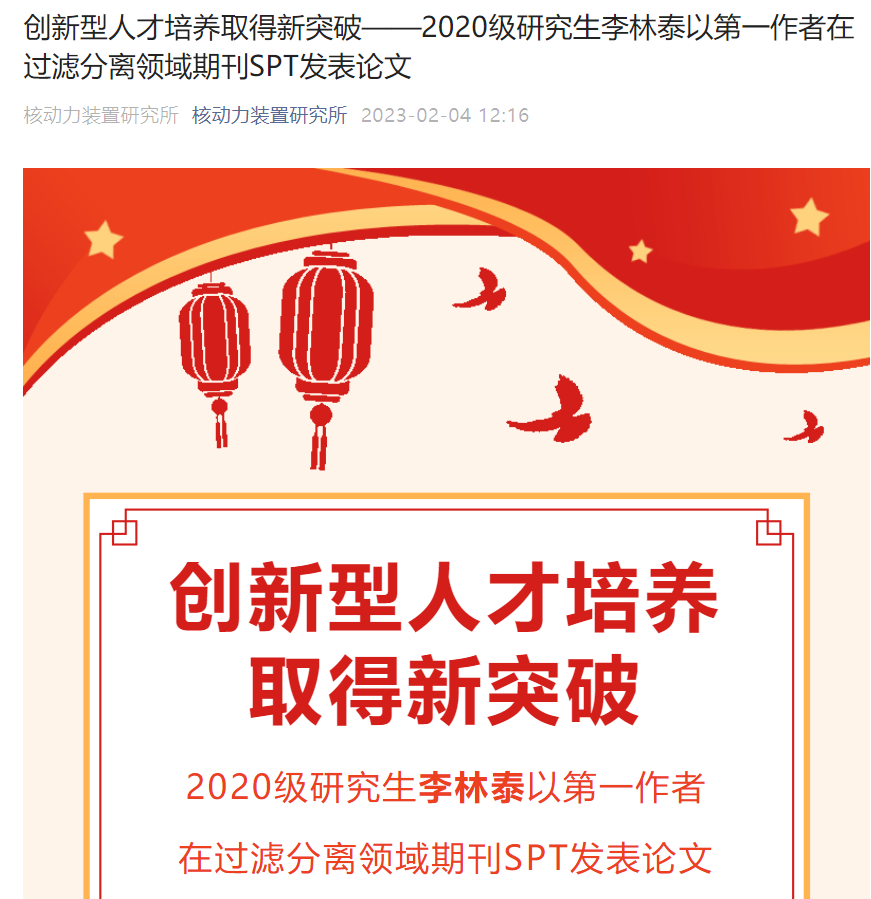 创新型人才培养取得新突破——2020级研究生李林泰以第一作者在
过滤分离领域期刊SPT发表论文
核动力装置研究所 核动力装置研究所 2023-02-04 12:16
创新型人才培养
取得新突破
2020级研究生李林泰以第一作者
在过滤分离领域期刊SPT发表论文